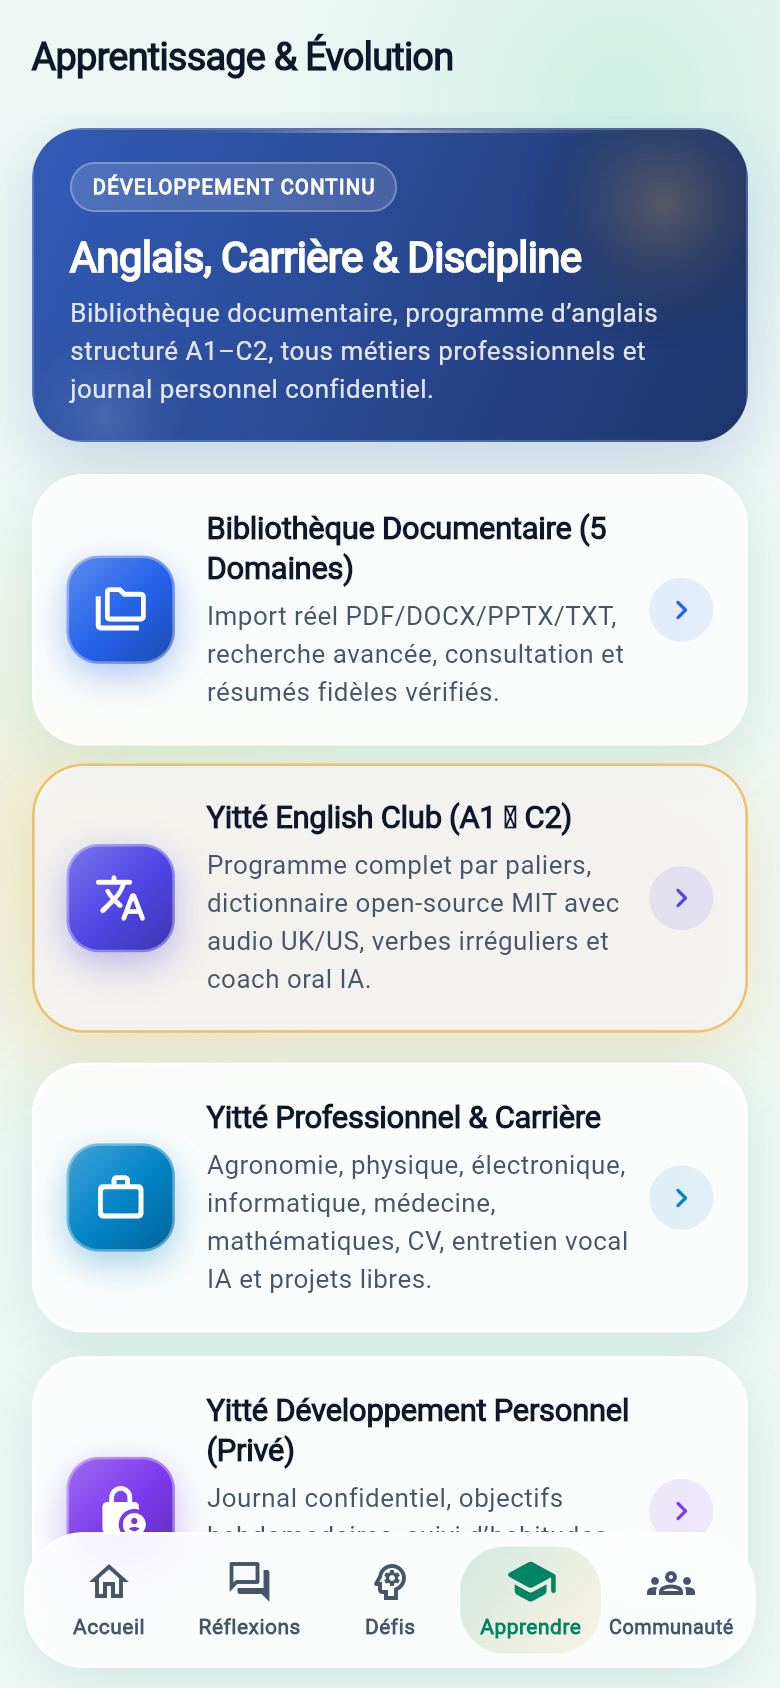 Apprentissage & Évolution
DÉVELOPPEMENT CONTINU
Anglais, Carrière & Discipline
Bibliothèque documentaire, programme d’anglais
structuré A1–C2, tous métiers professionnels et
journal personnel confidentiel.
Bibliothèque Documentaire (5
Domaines)
Import réel PDF/DOCX/PPTX/TXT,
recherche avancée, consultation et
résumés fidèles vérifiés.
Yitté English Club (A1 C2)
Programme complet par paliers,
dictionnaire open-source MIT avec
audio UK/US, verbes irréguliers et
coach oral IA.
Yitté Professionnel & Carrière
Agronomie, physique, électronique,
informatique, médecine,
mathématiques, CV, entretien vocal
IA et projets libres.
Yitté Développement Personnel
(Privé)
Journal confidentiel, objectifs
Accueil
Réflexions
Défis
Apprendre
Communauté